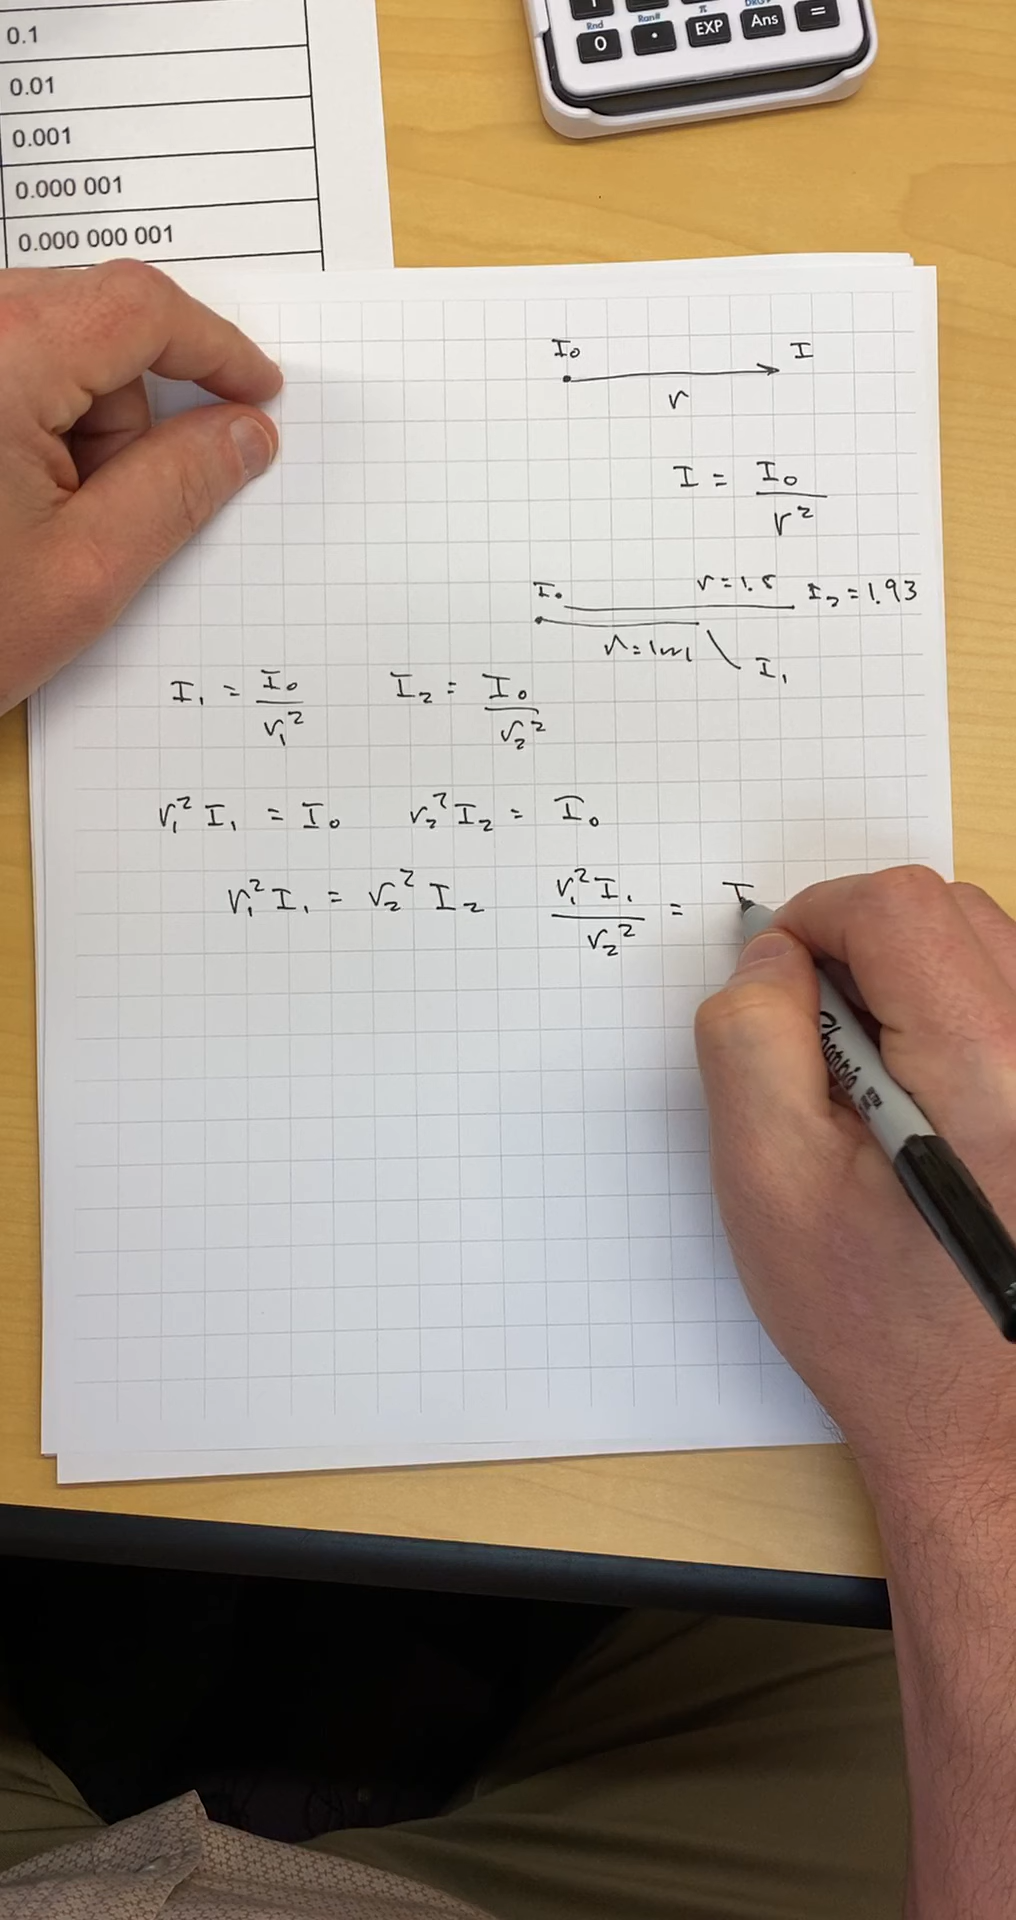 0.1
0.01
0.001
0.000 001
0.000 000 001
Rnd Ran# π
0 . EXP Ans =
I₀ I
r
I = I₀ / r²
I₀ r = 1.5 I₂ = 1.93
r = 1m I₁
I₁ = I₀ / r₁² I₂ = I₀ / r₂²
r₁² I₁ = I₀ r₂² I₂ = I₀
r₁² I₁ = r₂² I₂ r₁² I₁ / r₂² = I
Sharpie